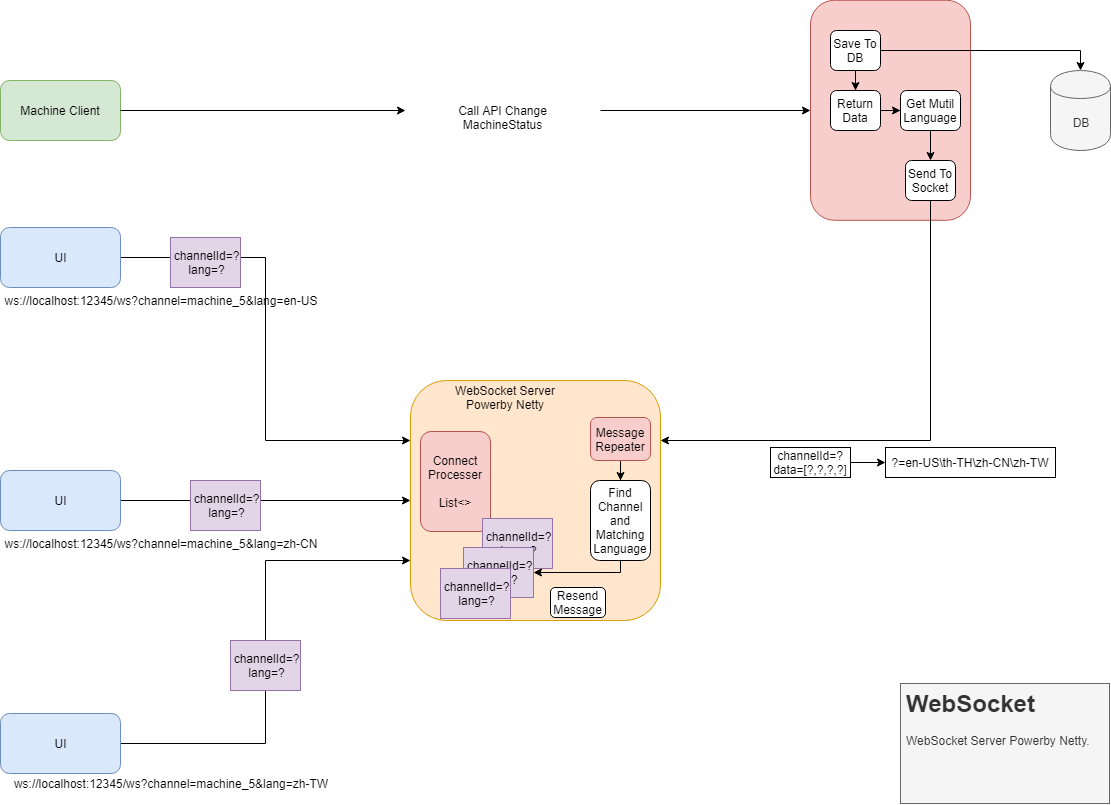 Save To
DB
Machine Client
Call API Change
MachineStatus
Return
Data
Get Mutil
Language
DB
Send To
Socket
UI
channelId=?
lang=?
ws://localhost:12345/ws?channel=machine_5&lang=en-US
WebSocket Server
Powerby Netty
Message
Repeater
Connect
Processer
List<>
channelId=?
data=[?,?,?,?]
?=en-US\th-TH\zh-CN\zh-TW
UI
channelId=?
lang=?
ws://localhost:12345/ws?channel=machine_5&lang=zh-CN
Find
Channel
and
Matching
Language
channelId=?
channelId=?
?
channelId=?
lang=?
Resend
Message
channelId=?
lang=?
UI
ws://localhost:12345/ws?channel=machine_5&lang=zh-TW
WebSocket
WebSocket Server Powerby Netty.